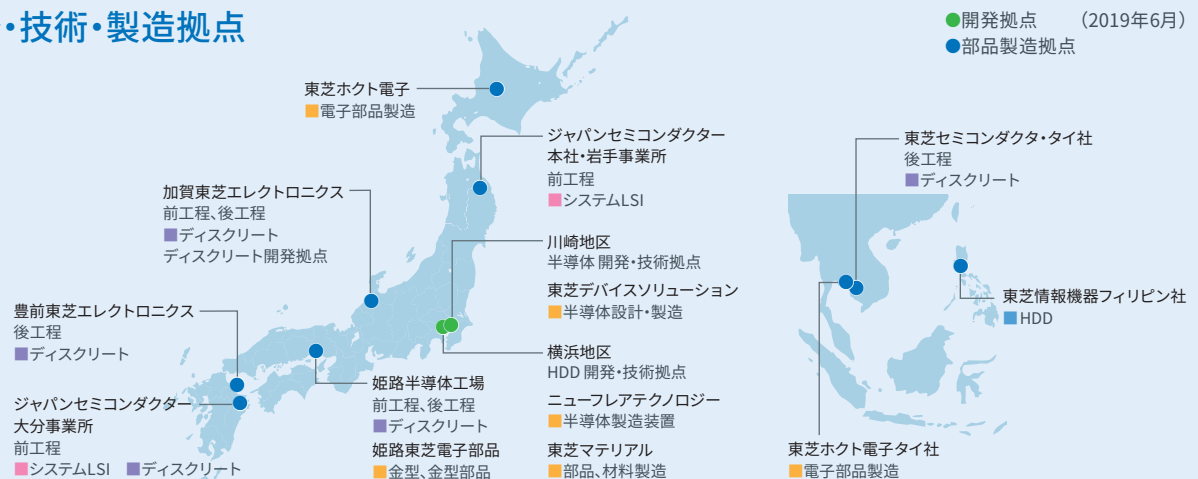 ・技術・製造拠点
●開発拠点 （2019年6月）
●部品製造拠点
東芝ホクト電子
■電子部品製造
ジャパンセミコンダクター
本社・岩手事業所
前工程
■システムLSI
加賀東芝エレクトロニクス
前工程、後工程
■ディスクリート
ディスクリート開発拠点
川崎地区
半導体 開発・技術拠点
東芝デバイスソリューション
■半導体設計・製造
豊前東芝エレクトロニクス
後工程
■ディスクリート
横浜地区
HDD 開発・技術拠点
ニューフレアテクノロジー
■半導体製造装置
東芝マテリアル
■部品、材料製造
姫路半導体工場
前工程、後工程
■ディスクリート
姫路東芝電子部品
■金型、金型部品
ジャパンセミコンダクター
大分事業所
前工程
■システムLSI ■ディスクリート
東芝セミコンダクタ・タイ社
後工程
■ディスクリート
東芝情報機器フィリピン社
■HDD
東芝ホクト電子タイ社
■電子部品製造